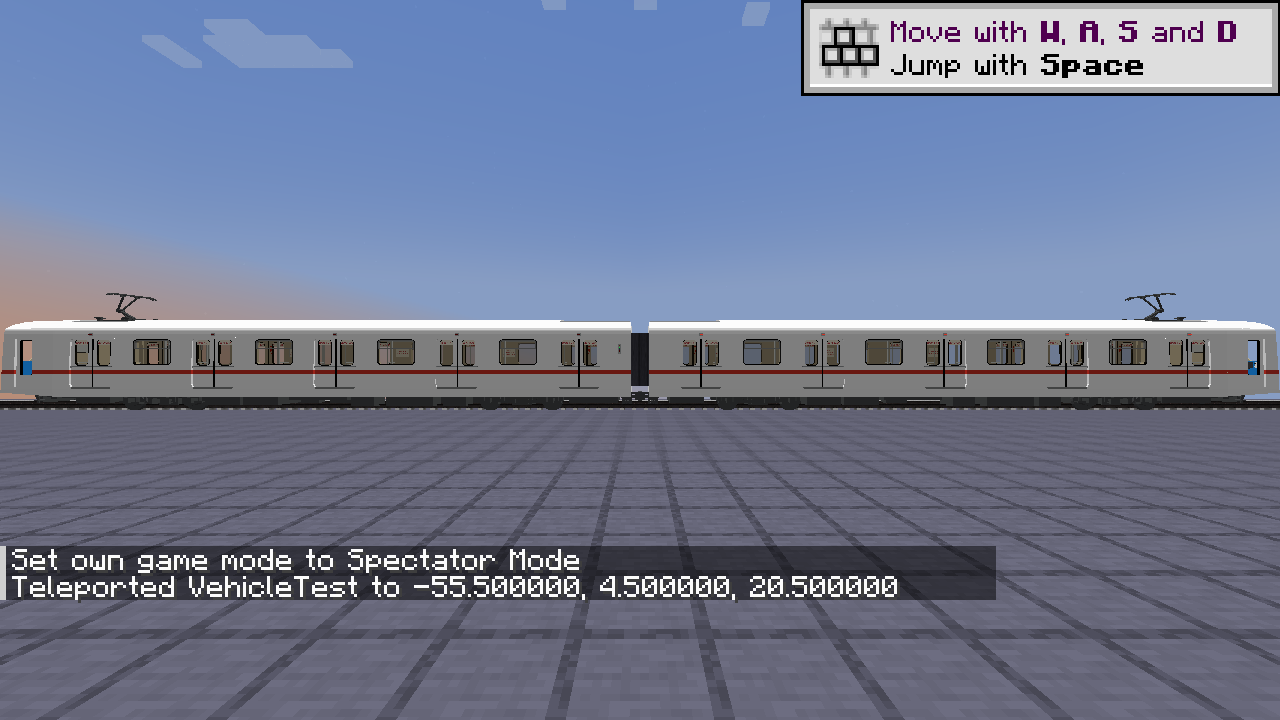 Move with W, A, S and D
Jump with Space
Set own game mode to Spectator Mode
Teleported VehicleTest to -55.500000, 4.500000, 20.500000